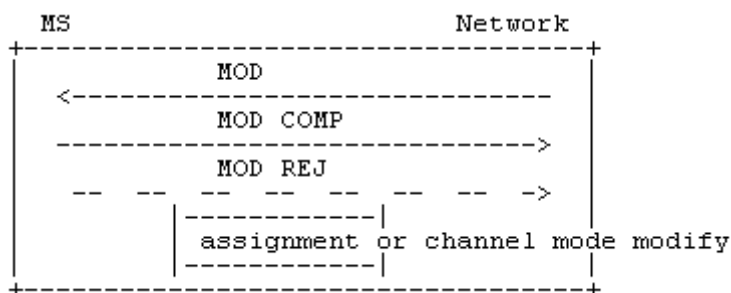 MS Network
MOD
MOD COMP
MOD REJ
assignment or channel mode modify